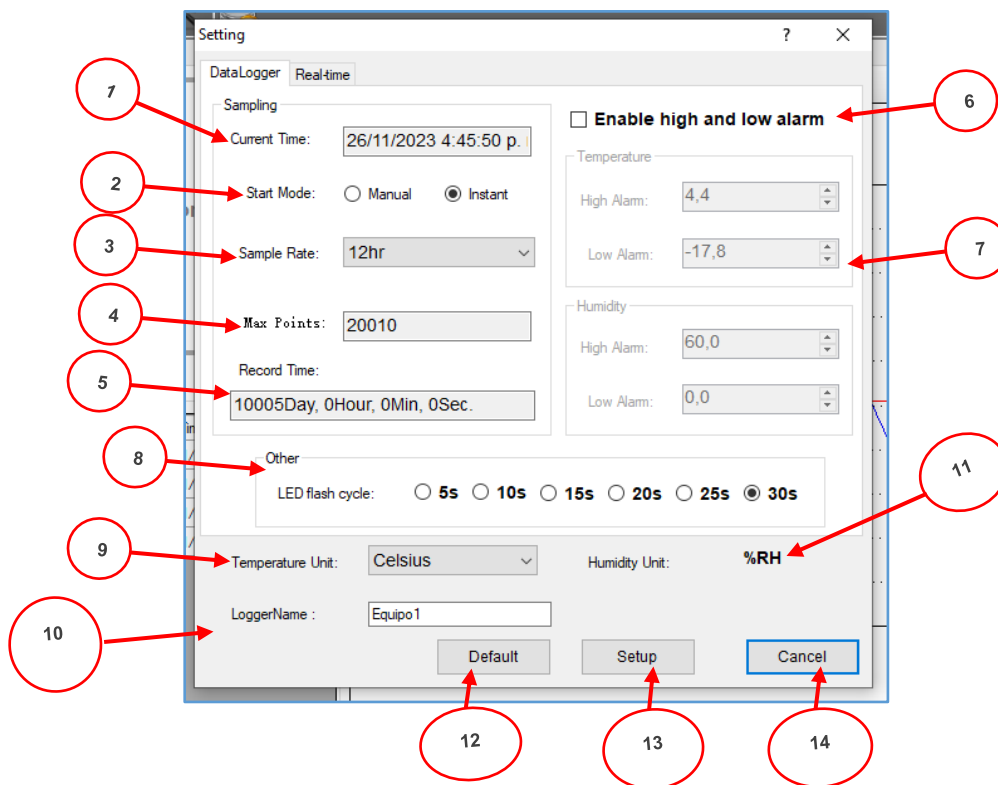 Setting
?
DataLogger
Real-time
Sampling
Current Time:
26/11/2023 4:45:50 p.
Start Mode:
Manual
Instant
Sample Rate:
12hr
Max Points:
20010
Record Time:
10005Day, 0Hour, 0Min, 0Sec.
Enable high and low alarm
Temperature
High Alarm:
4,4
Low Alarm:
-17,8
Humidity
High Alarm:
60,0
Low Alarm:
0,0
Other
LED flash cycle:
5s
10s
15s
20s
25s
30s
Temperature Unit:
Celsius
Humidity Unit:
%RH
LoggerName :
Equipo1
Default
Setup
Cancel
1
2
3
4
5
6
7
8
9
10
11
12
13
14